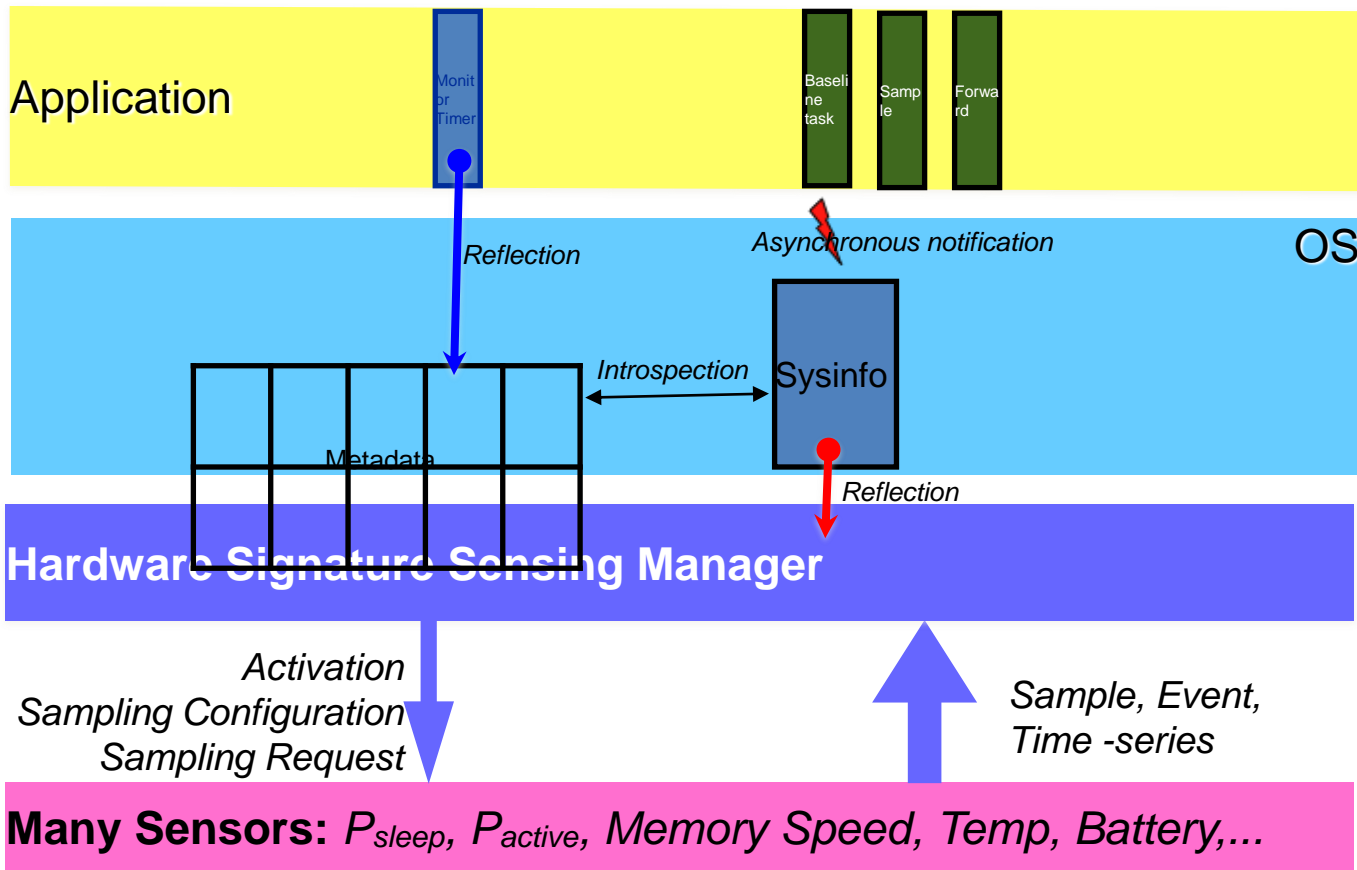 Application
Monit
or
Timer
Baseli
ne
task
Samp
le
Forwa
rd
Reflection
Asynchronous notification
OS
Introspection
Sysinfo
Metadata
Reflection
Hardware Signature Sensing Manager
Activation
Sampling Configuration
Sampling Request
Sample, Event,
Time -series
Many Sensors: Psleep, Pactive, Memory Speed, Temp, Battery,...